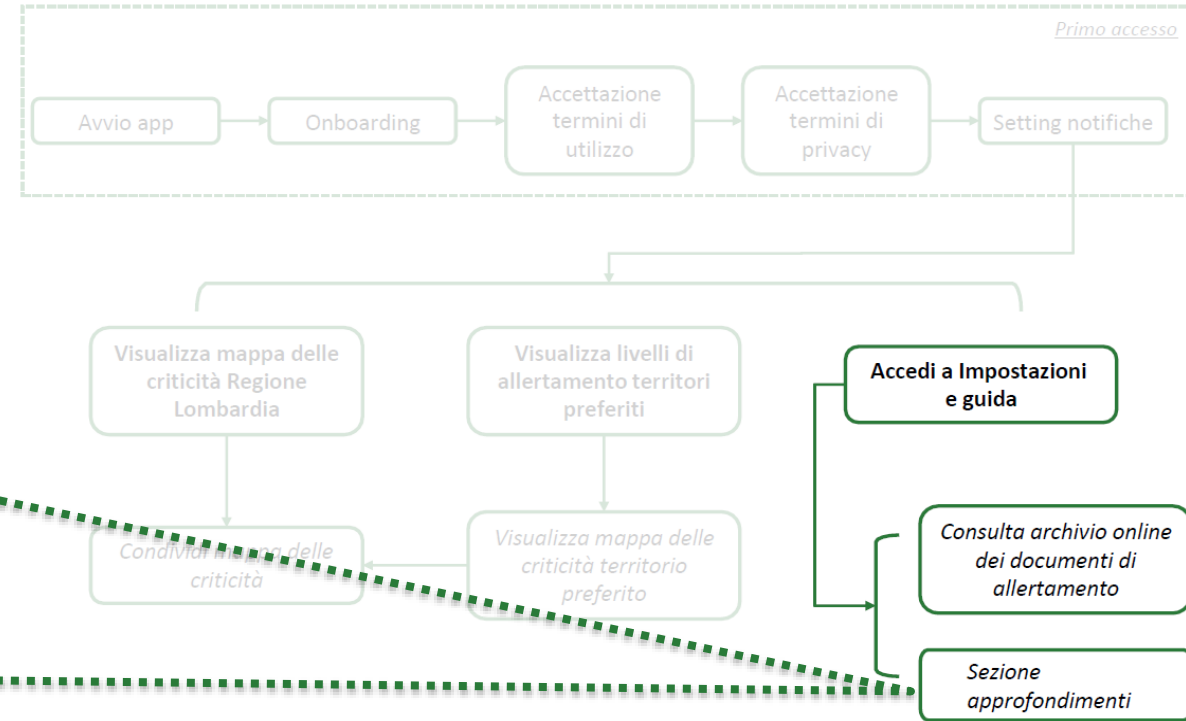 Primo accesso
Avvio app
Onboarding
Accettazione
termini di
utilizzo
Accettazione
termini di
privacy
Setting notifiche
Visualizza mappa delle
criticità Regione
Lombardia
Visualizza livelli di
allertamento territori
preferiti
Accedi a Impostazioni
e guida
Condividi mappa delle
criticità
Visualizza mappa delle
criticità territorio
preferito
Consulta archivio online
dei documenti di
allertamento
Sezione
approfondimenti